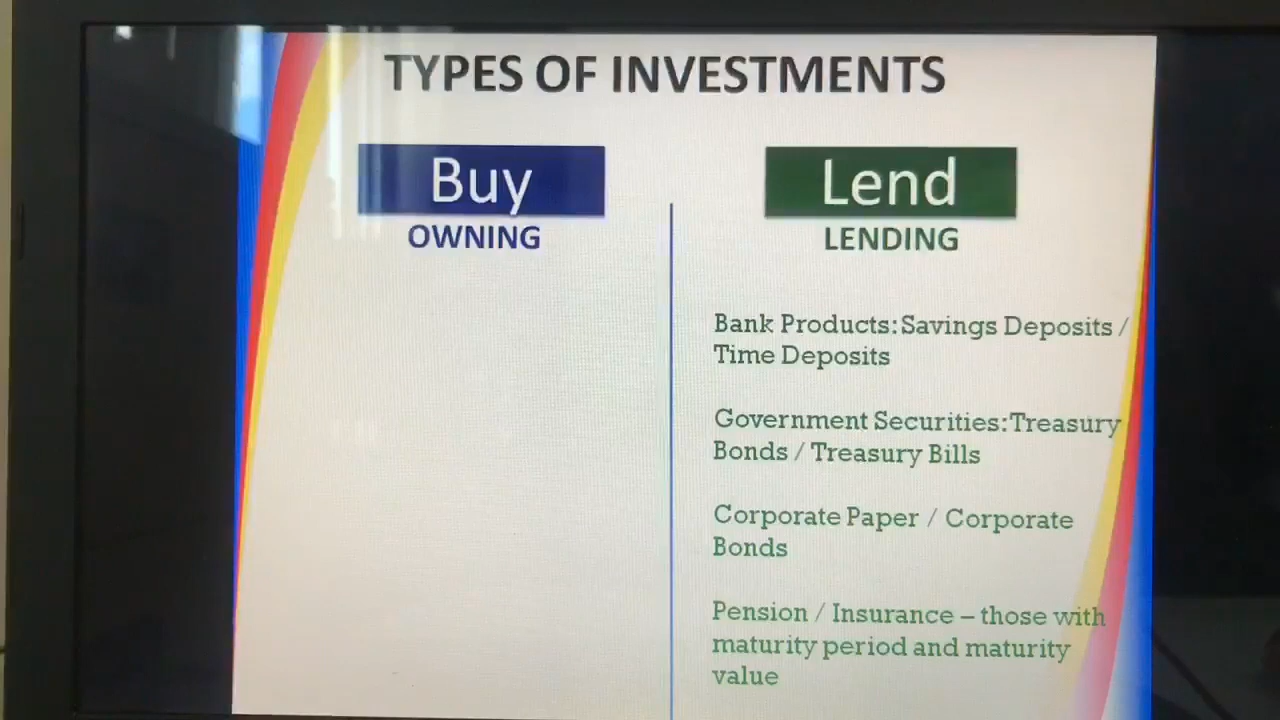 TYPES OF INVESTMENTS
Buy
OWNING
Lend
LENDING
Bank Products: Savings Deposits /
Time Deposits
Government Securities: Treasury
Bonds / Treasury Bills
Corporate Paper / Corporate
Bonds
Pension / Insurance – those with
maturity period and maturity
value